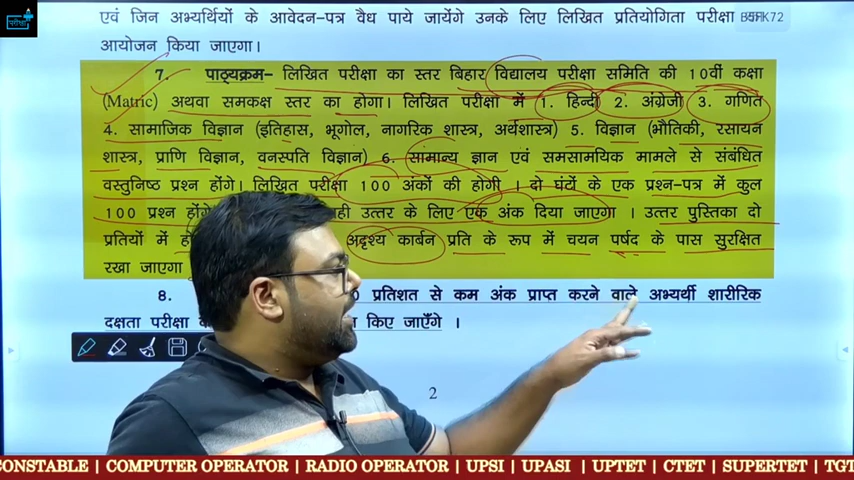 एवं जिन अभ्यर्थियों के आवेदन-पत्र वैध पाये जायेंगे उनके लिए लिखित प्रतियोगिता परीक्षा का
आयोजन किया जाएगा।
7. पाठ्यक्रम- लिखित परीक्षा का स्तर बिहार विद्यालय परीक्षा समिति की 10वीं कक्षा
(Matric) अथवा समकक्ष स्तर का होगा। लिखित परीक्षा में 1. हिन्दी 2. अंग्रेजी 3. गणित
4. सामाजिक विज्ञान (इतिहास, भूगोल, नागरिक शास्त्र, अर्थशास्त्र) 5. विज्ञान (भौतिकी, रसायन
शास्त्र, प्राणि विज्ञान, वनस्पति विज्ञान) 6. सामान्य ज्ञान एवं समसामयिक मामले से संबंधित
वस्तुनिष्ठ प्रश्न होंगे। लिखित परीक्षा 100 अंकों की होगी । दो घंटों के एक प्रश्न-पत्र में कुल
100 प्रश्न होंगे ही उत्तर के लिए एक अंक दिया जाएगा । उत्तर पुस्तिका दो
प्रतियों में अदृश्य कार्बन प्रति के रूप में चयन पर्षद के पास सुरक्षित
रखा जाएगा
8. प्रतिशत से कम अंक प्राप्त करने वाले अभ्यर्थी शारीरिक
दक्षता परीक्षा किए जाएँगे ।
2
CONSTABLE | COMPUTER OPERATOR | RADIO OPERATOR | UPSI | UPASI | UPTET | CTET | SUPERTET | TGT